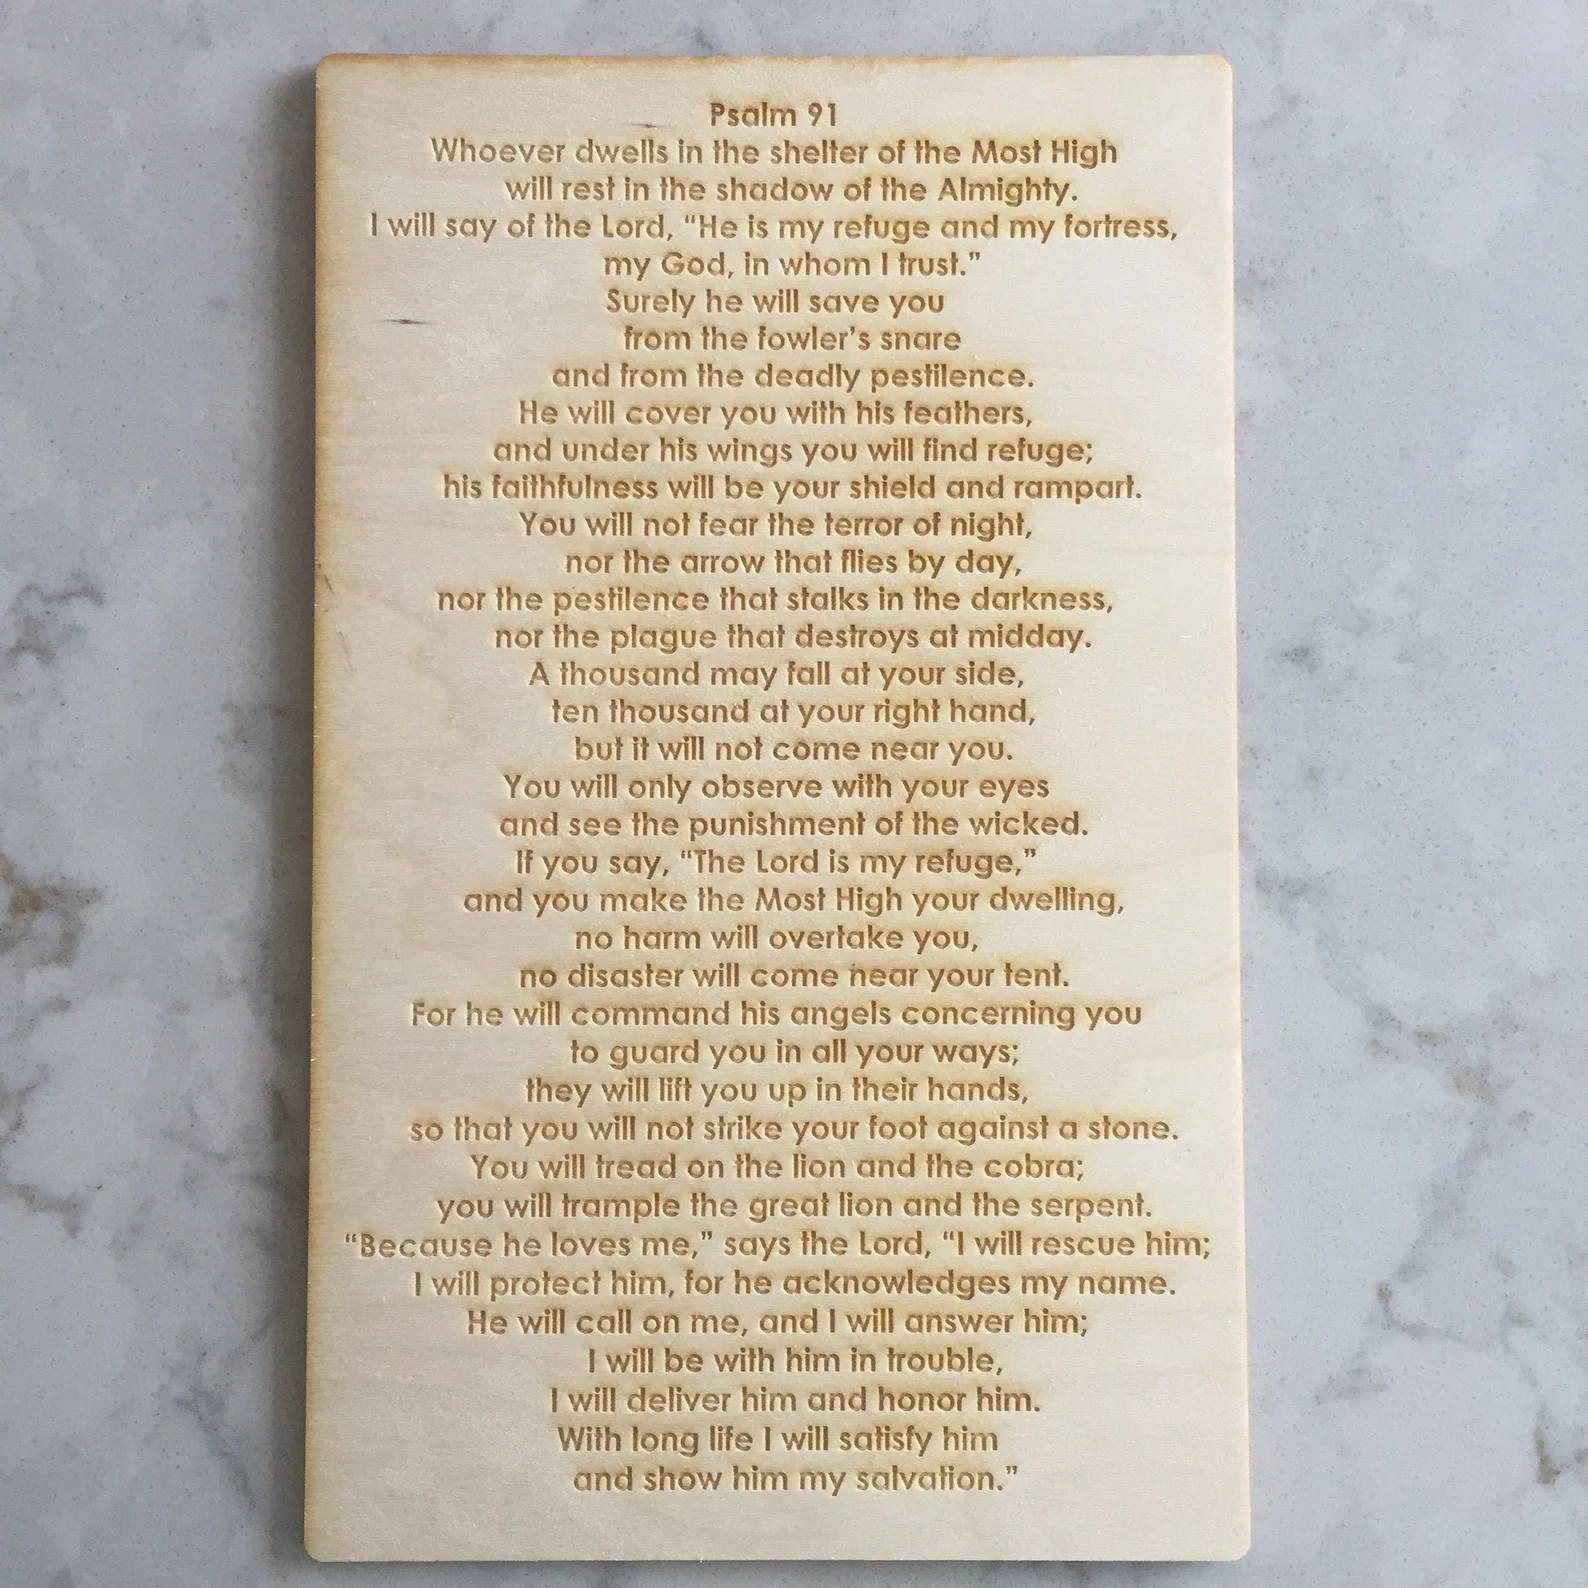 Psalm 91
Whoever dwells in the shelter of the Most High
will rest in the shadow of the Almighty.
I will say of the Lord, “He is my refuge and my fortress,
my God, in whom I trust.”
Surely he will save you
from the fowler’s snare
and from the deadly pestilence.
He will cover you with his feathers,
and under his wings you will find refuge;
his faithfulness will be your shield and rampart.
You will not fear the terror of night,
nor the arrow that flies by day,
nor the pestilence that stalks in the darkness,
nor the plague that destroys at midday.
A thousand may fall at your side,
ten thousand at your right hand,
but it will not come near you.
You will only observe with your eyes
and see the punishment of the wicked.
If you say, “The Lord is my refuge,”
and you make the Most High your dwelling,
no harm will overtake you,
no disaster will come near your tent.
For he will command his angels concerning you
to guard you in all your ways;
they will lift you up in their hands,
so that you will not strike your foot against a stone.
You will tread on the lion and the cobra;
you will trample the great lion and the serpent.
“Because he loves me,” says the Lord, “I will rescue him;
I will protect him, for he acknowledges my name.
He will call on me, and I will answer him;
I will be with him in trouble,
I will deliver him and honor him.
With long life I will satisfy him
and show him my salvation.”